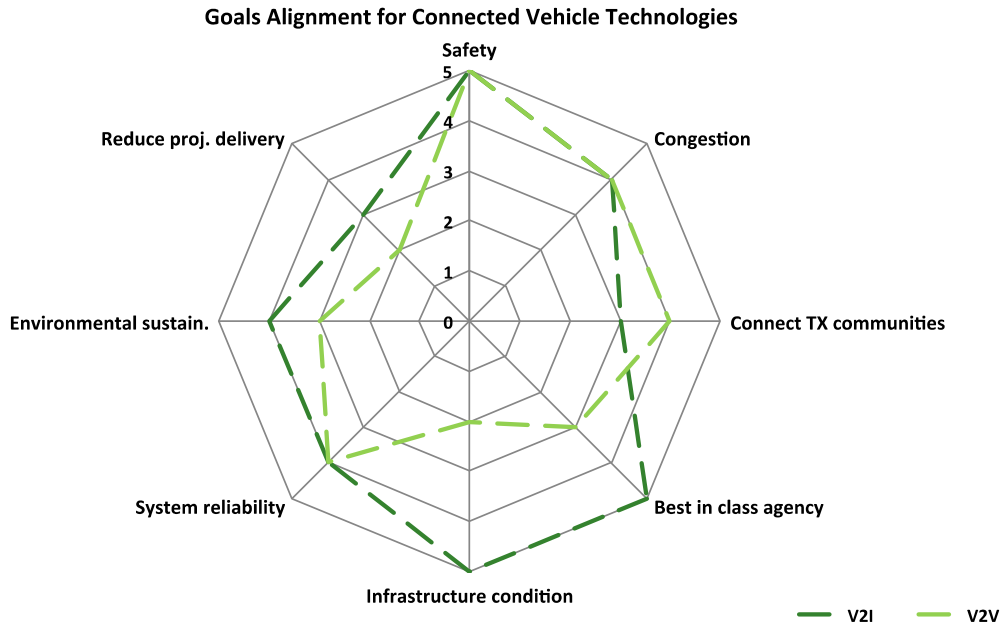 Goals Alignment for Connected Vehicle Technologies
Safety
5
Reduce proj. delivery
4
Congestion
3
2
1
Environmental sustain.
0
Connect TX communities
System reliability
Best in class agency
Infrastructure condition
V2I
V2V